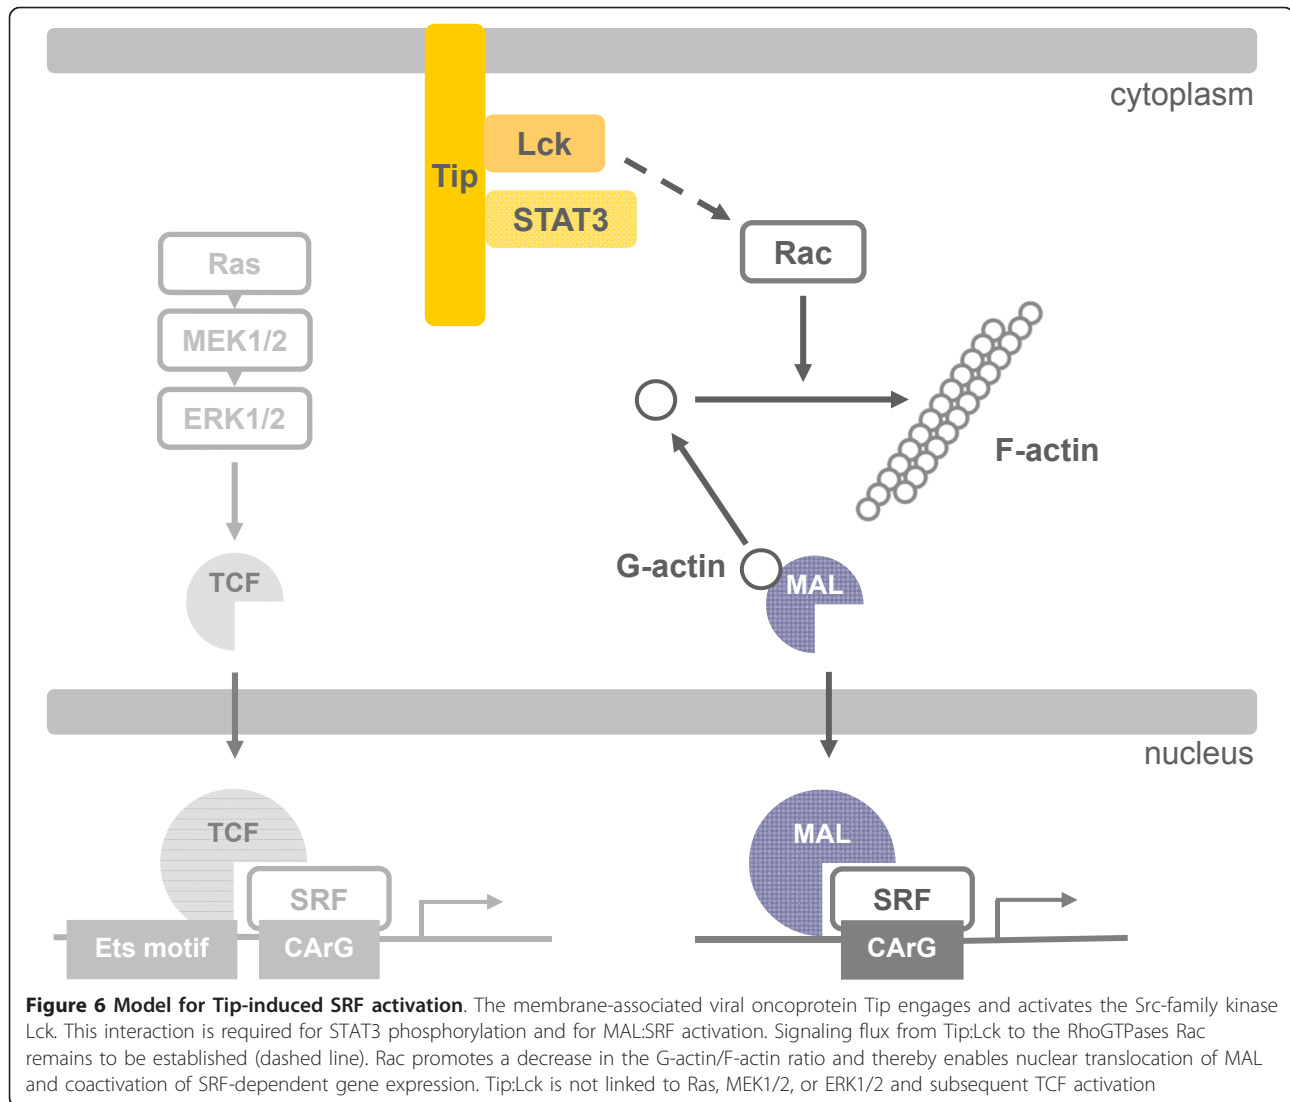 cytoplasm
Lck
Tip
STAT3
Ras
Rac
MEK1/2
ERK1/2
F-actin
G-actin
TCF
MAL
nucleus
TCF
MAL
SRF
SRF
Ets motif
CArG
CArG
Figure 6 Model for Tip-induced SRF activation. The membrane-associated viral oncoprotein Tip engages and activates the Src-family kinase
Lck. This interaction is required for STAT3 phosphorylation and for MAL:SRF activation. Signaling flux from Tip:Lck to the RhoGTPases Rac
remains to be established (dashed line). Rac promotes a decrease in the G-actin/F-actin ratio and thereby enables nuclear translocation of MAL
and coactivation of SRF-dependent gene expression. Tip:Lck is not linked to Ras, MEK1/2, or ERK1/2 and subsequent TCF activation